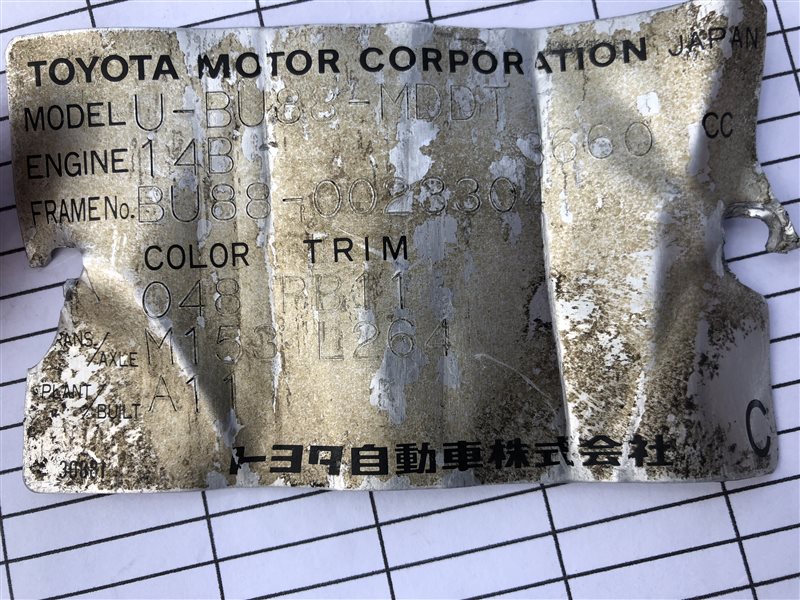 TOYOTA MOTOR CORPORATION JAPAN
MODEL U-BU88-MDDT
ENGINE 14B 3660 CC
FRAME No. BU88-0023304
COLOR TRIM
048 RB11
TRANS/AXLE M153 L264
PLANT/BUILT A11
C
トヨタ自動車株式会社